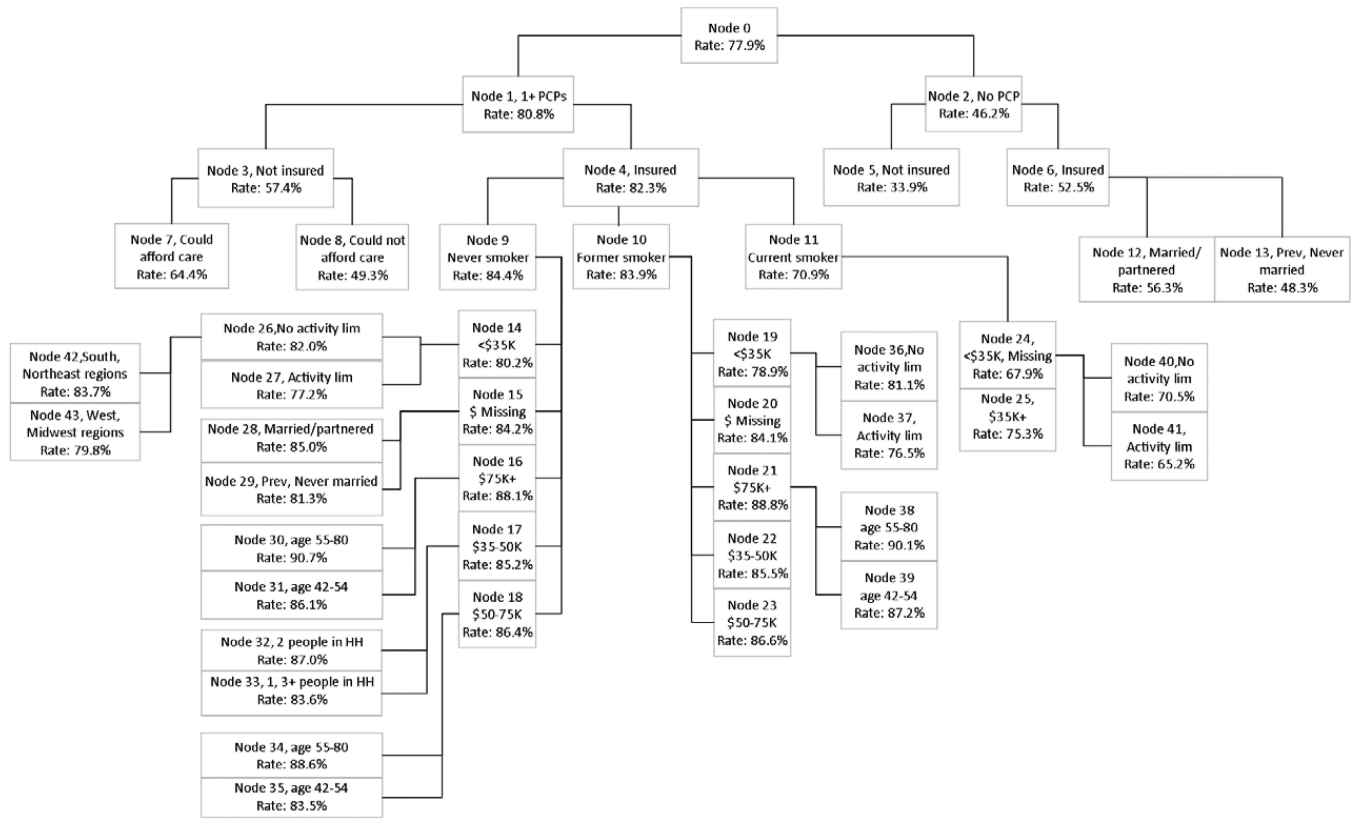 Node 0
Rate: 77.9%
Node 1, 1+ PCPs
Rate: 80.8%
Node 2, No PCP
Rate: 46.2%
Node 3, Not insured
Rate: 57.4%
Node 4, Insured
Rate: 82.3%
Node 5, Not insured
Rate: 33.9%
Node 6, Insured
Rate: 52.5%
Node 7, Could
afford care
Rate: 64.4%
Node 8, Could not
afford care
Rate: 49.3%
Node 9
Never smoker
Rate: 84.4%
Node 10
Former smoker
Rate: 83.9%
Node 11
Current smoker
Rate: 70.9%
Node 12, Married/
partnered
Rate: 56.3%
Node 13, Prev, Never
married
Rate: 48.3%
Node 42,South,
Northeast regions
Rate: 83.7%
Node 43, West,
Midwest regions
Rate: 79.8%
Node 26,No activity lim
Rate: 82.0%
Node 27, Activity lim
Rate: 77.2%
Node 28, Married/partnered
Rate: 85.0%
Node 29, Prev, Never married
Rate: 81.3%
Node 30, age 55-80
Rate: 90.7%
Node 31, age 42-54
Rate: 86.1%
Node 32, 2 people in HH
Rate: 87.0%
Node 33, 1, 3+ people in HH
Rate: 83.6%
Node 34, age 55-80
Rate: 88.6%
Node 35, age 42-54
Rate: 83.5%
Node 14
<$35K
Rate: 80.2%
Node 15
$ Missing
Rate: 84.2%
Node 16
$75K+
Rate: 88.1%
Node 17
$35-50K
Rate: 85.2%
Node 18
$50-75K
Rate: 86.4%
Node 19
<$35K
Rate: 78.9%
Node 20
$ Missing
Rate: 84.1%
Node 21
$75K+
Rate: 88.8%
Node 22
$35-50K
Rate: 85.5%
Node 23
$50-75K
Rate: 86.6%
Node 36,No
activity lim
Rate: 81.1%
Node 37,
Activity lim
Rate: 76.5%
Node 38
age 55-80
Rate: 90.1%
Node 39
age 42-54
Rate: 87.2%
Node 24,
<$35K, Missing
Rate: 67.9%
Node 25,
$35K+
Rate: 75.3%
Node 40,No
activity lim
Rate: 70.5%
Node 41,
Activity lim
Rate: 65.2%